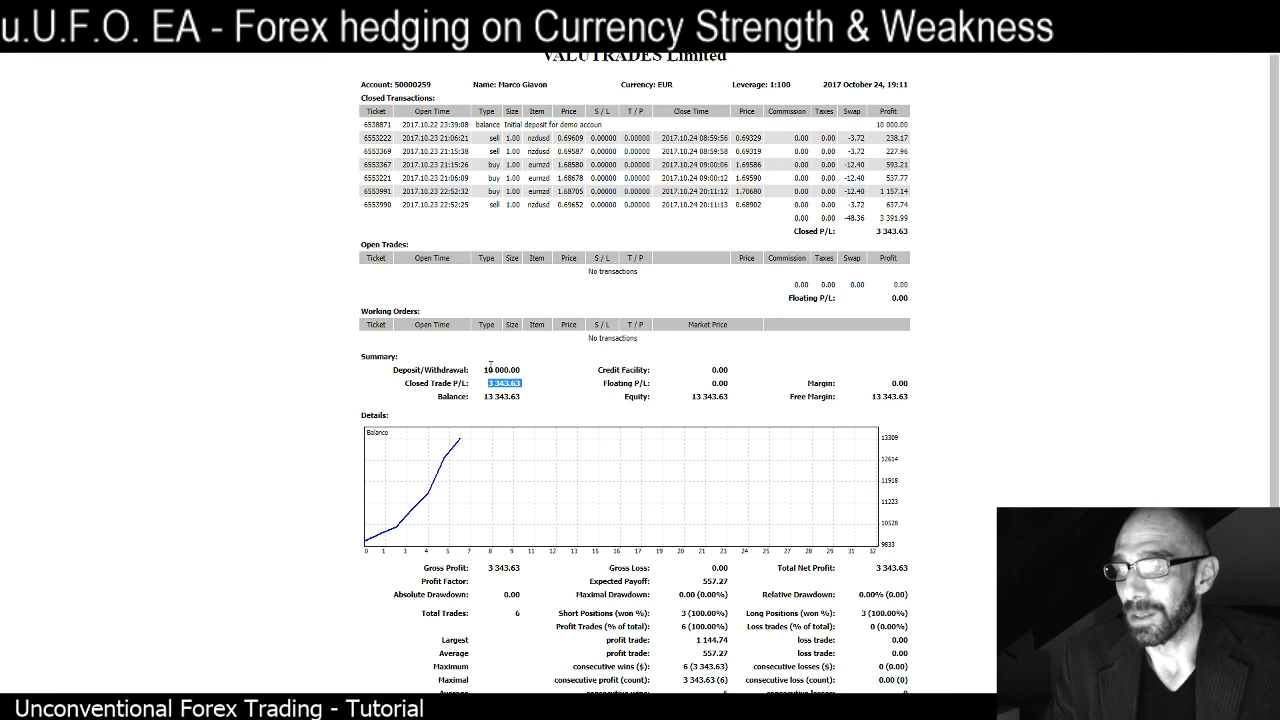 u.U.F.O. EA - Forex hedging on Currency Strength & Weakness
VALUTRADES Limited
Account: 50000259 Name: Marco Giavon Currency: EUR Leverage: 1:100 2017 October 24, 19:11
Closed Transactions:
Ticket Open Time Type Size Item Price S / L T / P Close Time Price Commission Taxes Swap Profit
6538871 2017.10.22 23:39:08 balance Initial deposit for demo accoun 10 000.00
6553222 2017.10.23 21:06:21 sell 1.00 nzdusd 0.69609 0.00000 0.00000 2017.10.24 08:59:56 0.69329 0.00 0.00 -3.72 238.17
6553369 2017.10.23 21:15:38 sell 1.00 nzdusd 0.69587 0.00000 0.00000 2017.10.24 08:59:58 0.69319 0.00 0.00 -3.72 227.96
6553367 2017.10.23 21:15:26 buy 1.00 eurnzd 1.68580 0.00000 0.00000 2017.10.24 09:00:06 1.69586 0.00 0.00 -12.40 593.21
6553221 2017.10.23 21:06:09 buy 1.00 eurnzd 1.68678 0.00000 0.00000 2017.10.24 09:00:12 1.69590 0.00 0.00 -12.40 537.77
6553991 2017.10.23 22:52:32 buy 1.00 eurnzd 1.68705 0.00000 0.00000 2017.10.24 20:11:12 1.70680 0.00 0.00 -12.40 1 157.14
6553990 2017.10.23 22:52:25 sell 1.00 nzdusd 0.69652 0.00000 0.00000 2017.10.24 20:11:13 0.68902 0.00 0.00 -3.72 637.74
0.00 0.00 -48.36 3 391.99
Closed P/L: 3 343.63
Open Trades:
Ticket Open Time Type Size Item Price S / L T / P Price Commission Taxes Swap Profit
No transactions
0.00 0.00 0.00 0.00
Floating P/L: 0.00
Working Orders:
Ticket Open Time Type Size Item Price S / L T / P Market Price
No transactions
Summary:
Deposit/Withdrawal: 10 000.00 Credit Facility: 0.00
Closed Trade P/L: 3 343.63 Floating P/L: 0.00 Margin: 0.00
Balance: 13 343.63 Equity: 13 343.63 Free Margin: 13 343.63
Details:
Balance
13309
12614
11918
11223
10528
9833
0 1 3 4 5 7 8 9 11 12 13 15 16 17 19 20 21 23 24 25 27 28 29 31 32
Gross Profit: 3 343.63 Gross Loss: 0.00 Total Net Profit: 3 343.63
Profit Factor: Expected Payoff: 557.27
Absolute Drawdown: 0.00 Maximal Drawdown: 0.00 (0.00%) Relative Drawdown: 0.00% (0.00)
Total Trades: 6 Short Positions (won %): 3 (100.00%) Long Positions (won %): 3 (100.00%)
Profit Trades (% of total): 6 (100.00%) Loss trades (% of total): 0 (0.00%)
Largest profit trade: 1 144.74 loss trade: 0.00
Average profit trade: 557.27 loss trade: 0.00
Maximum consecutive wins ($): 6 (3 343.63) consecutive losses ($): 0 (0.00)
Maximal consecutive profit (count): 3 343.63 (6) consecutive loss (count): 0.00 (0)
Unconventional Forex Trading - Tutorial